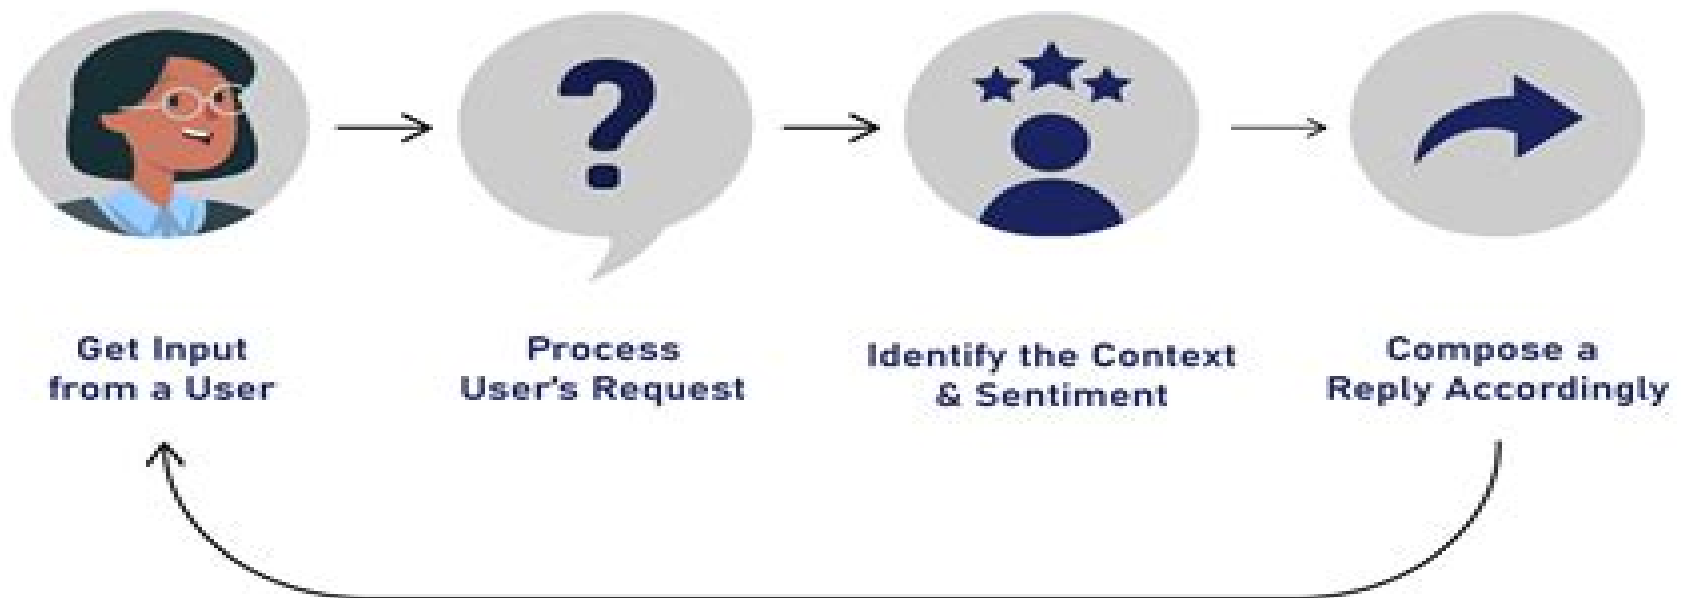 Get Input
from a User
Process
User's Request
Identify the Context
& Sentiment
Compose a
Reply Accordingly